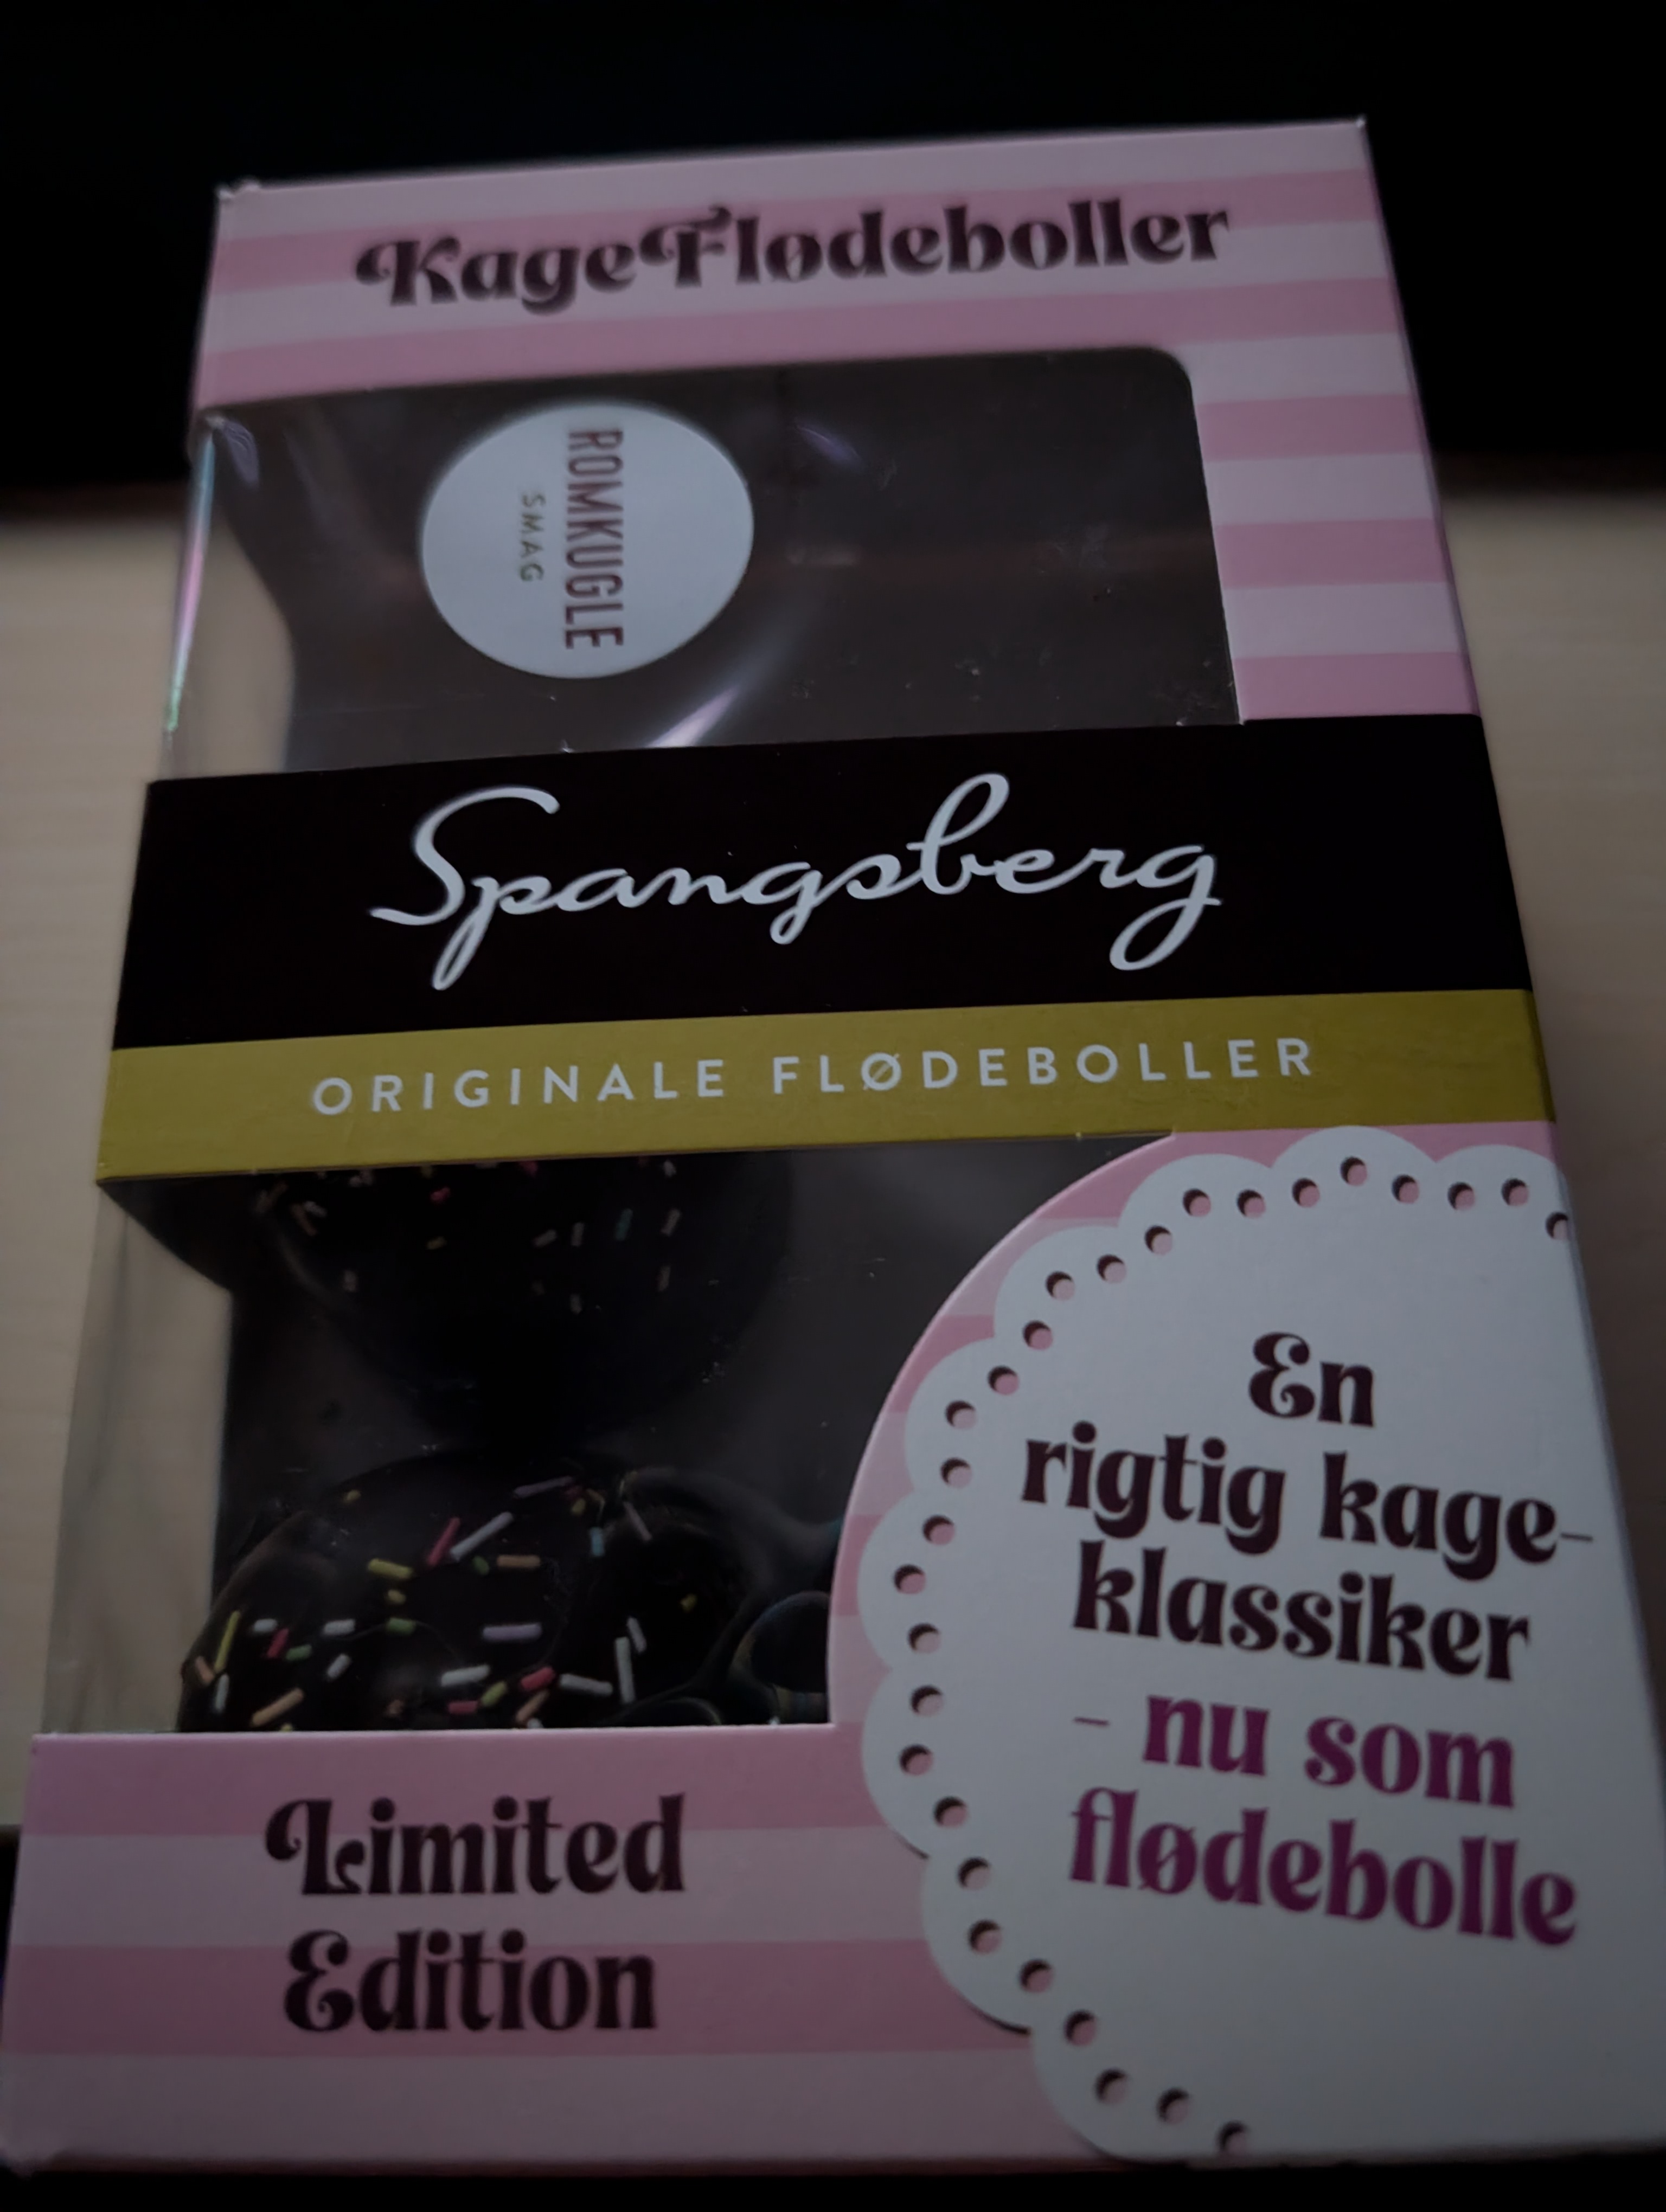 KageFlødeboller
ROMKUGLE
SMAG
Spangsberg
ORIGINALE FLØDEBOLLER
En
rigtig kage-
klassiker
- nu som
flødebolle
Limited
Edition